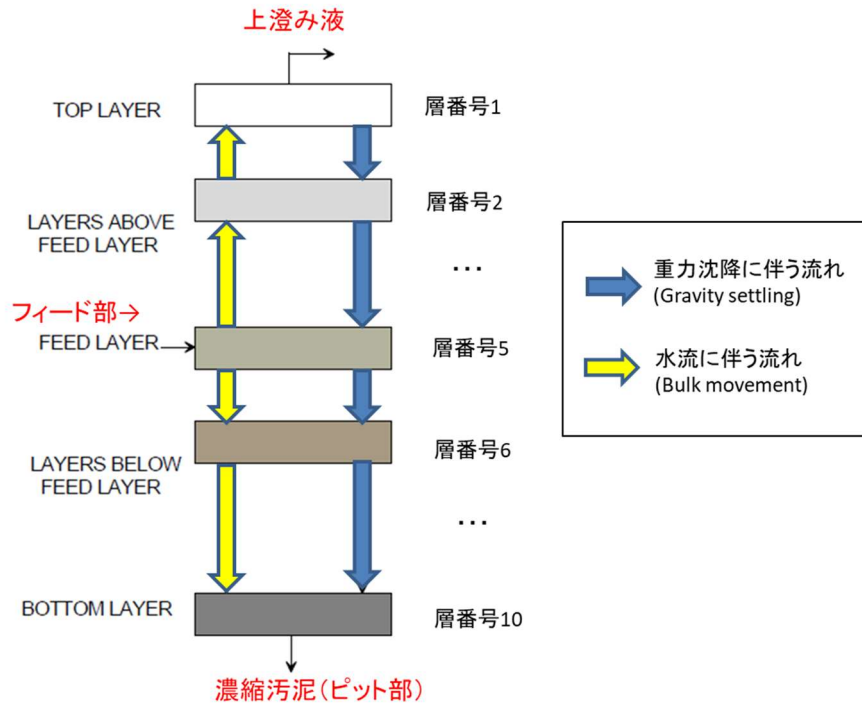 上澄み液
TOP LAYER
層番号1
LAYERS ABOVE
FEED LAYER
層番号2
...
フィード部→
FEED LAYER
層番号5
LAYERS BELOW
FEED LAYER
層番号6
...
BOTTOM LAYER
層番号10
濃縮汚泥(ピット部)
重力沈降に伴う流れ
(Gravity settling)
水流に伴う流れ
(Bulk movement)